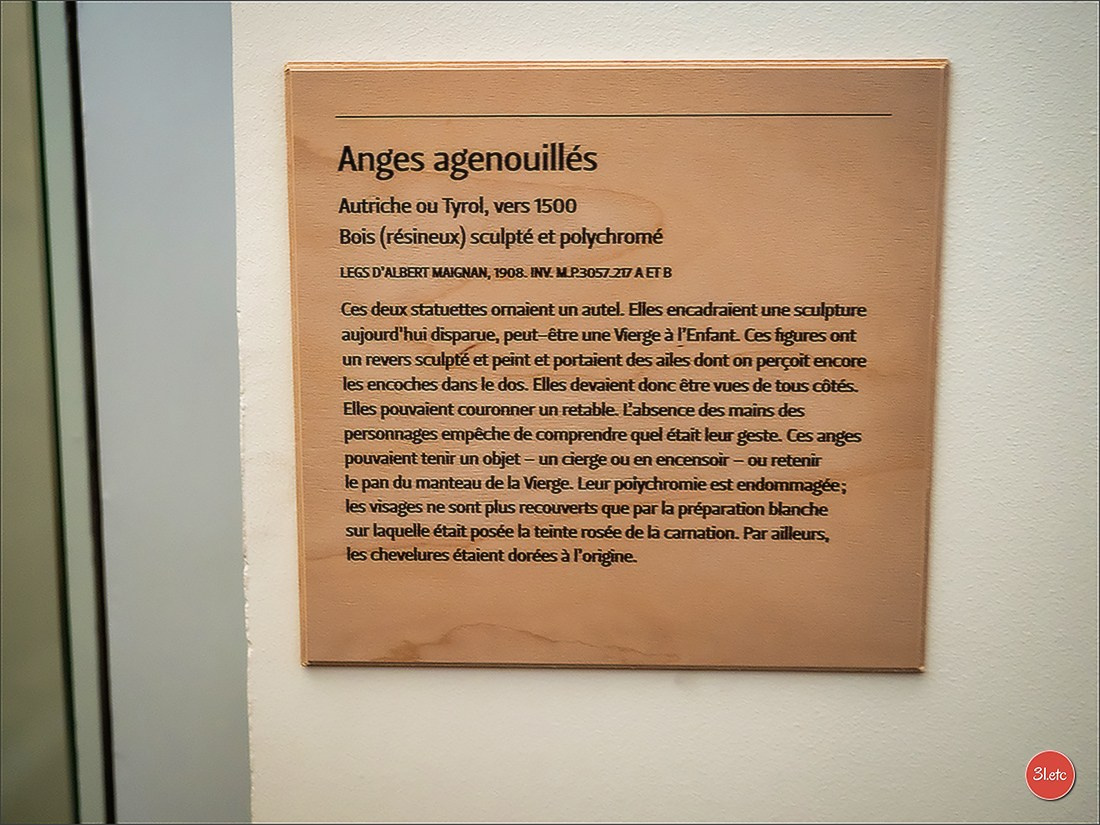 Anges agenouillés
Autriche ou Tyrol, vers 1500
Bois (résineux) sculpté et polychromé
LEGS D'ALBERT MAIGNAN, 1908. INV. M.P.3057.217 A ET B
Ces deux statuettes ornaient un autel. Elles encadraient une sculpture
aujourd'hui disparue, peut-être une Vierge à l'Enfant. Ces figures ont
un revers sculpté et peint et portaient des ailes dont on perçoit encore
les encoches dans le dos. Elles devaient donc être vues de tous côtés.
Elles pouvaient couronner un retable. L'absence des mains des
personnages empêche de comprendre quel était leur geste. Ces anges
pouvaient tenir un objet – un cierge ou en encensoir – ou retenir
le pan du manteau de la Vierge. Leur polychromie est endommagée;
les visages ne sont plus recouverts que par la préparation blanche
sur laquelle était posée la teinte rosée de la carnation. Par ailleurs,
les chevelures étaient dorées à l'origine.
3l.etc